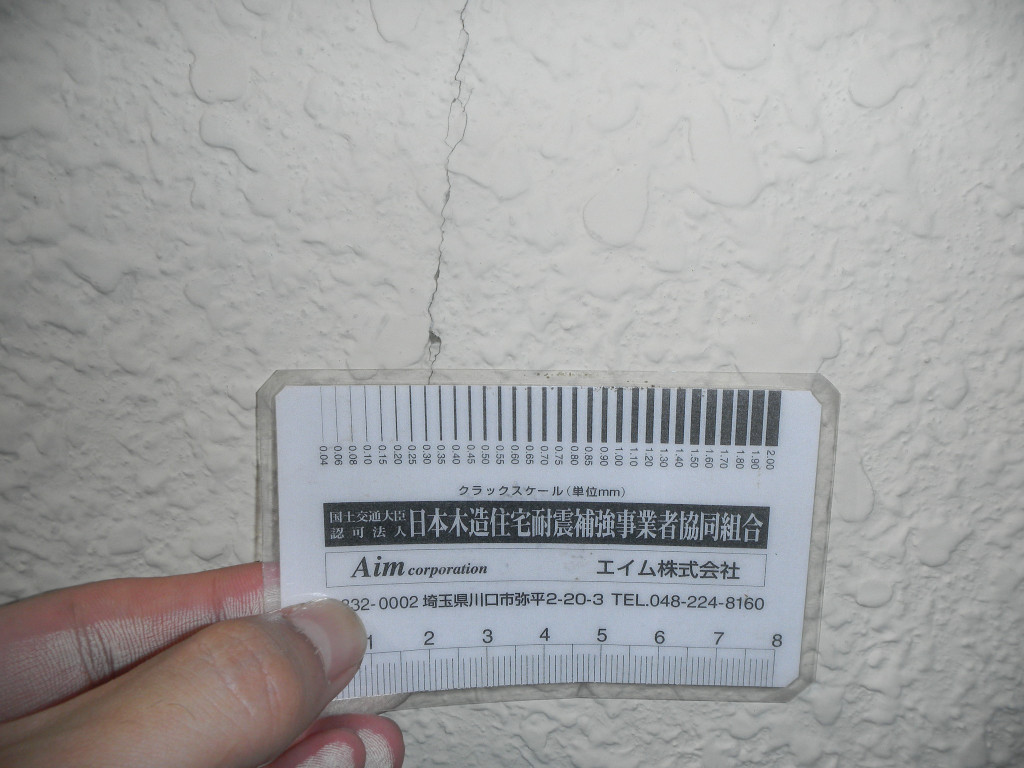 0.04 0.06 0.08 0.10 0.15 0.20 0.25 0.30 0.35 0.40 0.45 0.50 0.55 0.60 0.65 0.70 0.75 0.80 0.85 0.90 1.00 1.10 1.20 1.30 1.40 1.50 1.60 1.70 1.80 1.90 2.00
クラックスケール(単位mm)
国土交通大臣
認可法人
日本木造住宅耐震補強事業者協同組合
Aim corporation エイム株式会社
332-0002 埼玉県川口市弥平2-20-3 TEL.048-224-8160
1 2 3 4 5 6 7 8